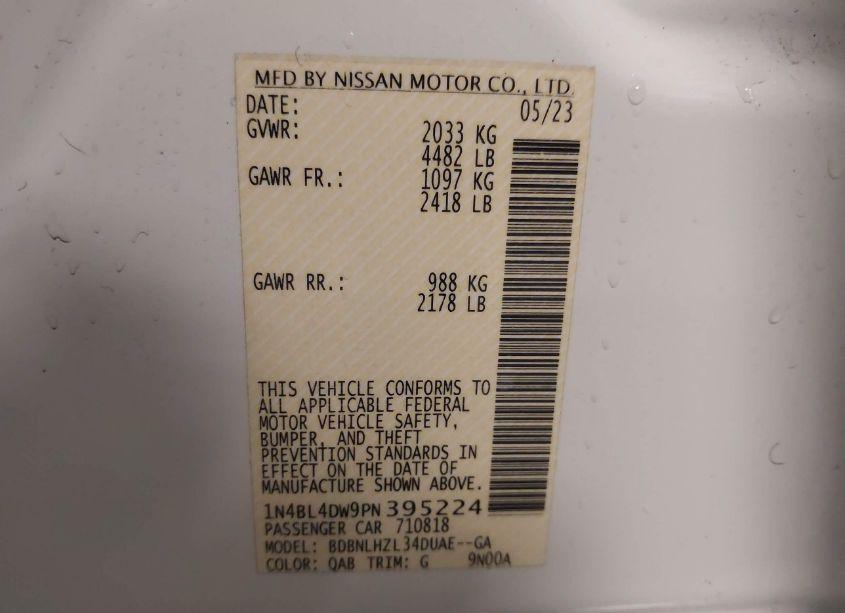 MFD BY NISSAN MOTOR CO., LTD.
DATE: 05/23
GVWR: 2033 KG
4482 LB
GAWR FR.: 1097 KG
2418 LB
GAWR RR.: 988 KG
2178 LB
THIS VEHICLE CONFORMS TO
ALL APPLICABLE FEDERAL
MOTOR VEHICLE SAFETY,
BUMPER, AND THEFT
PREVENTION STANDARDS IN
EFFECT ON THE DATE OF
MANUFACTURE SHOWN ABOVE.
1N4BL4DW9PN395224
PASSENGER CAR 710818
MODEL: BDBNLHZL34DUAE--GA
COLOR: QAB TRIM: G 9N00A